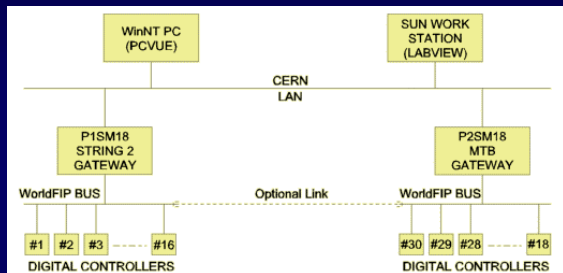 WinNT PC
(PCVUE)
SUN WORK
STATION
(LABVIEW)
CERN
LAN
P1SM18
STRING 2
GATEWAY
P2SM18
MTB
GATEWAY
WorldFIP BUS
Optional Link
WorldFIP BUS
#1 #2 #3 #16
#30 #29 #28 #18
DIGITAL CONTROLLERS
DIGITAL CONTROLLERS